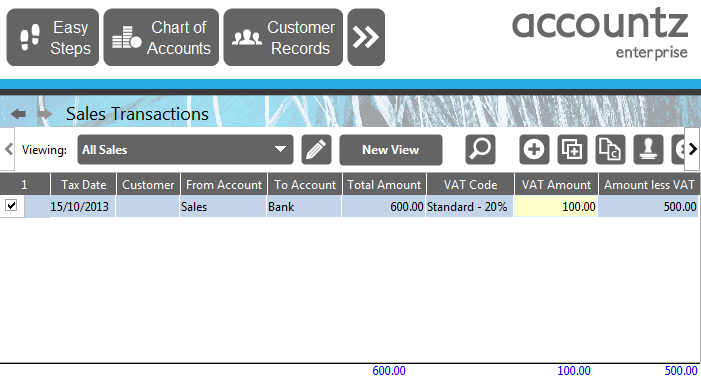 Easy Steps
Chart of Accounts
Customer Records
accountz
enterprise
Sales Transactions
Viewing: All Sales New View
1 Tax Date Customer From Account To Account Total Amount VAT Code VAT Amount Amount less VAT
15/10/2013 Sales Bank 600.00 Standard - 20% 100.00 500.00
600.00 100.00 500.00